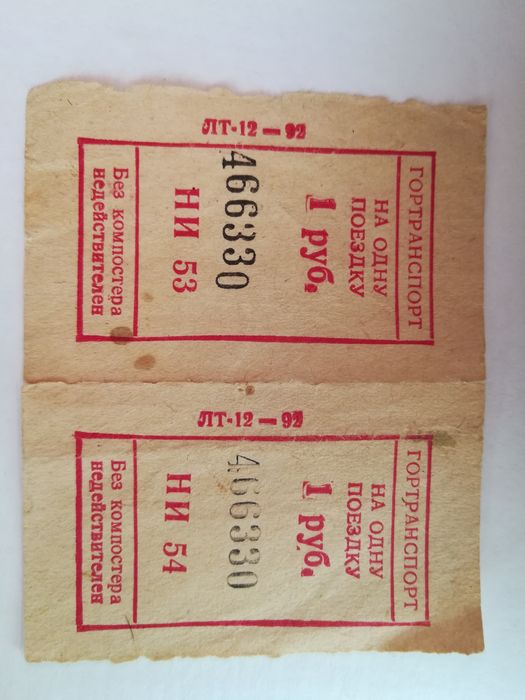 ГОРТРАНСПОРТ
НА ОДНУ
ПОЕЗДКУ
1 руб.
466330
НИ 53
Без компостера
недействителен
ЛТ-12—92
ГОРТРАНСПОРТ
НА ОДНУ
ПОЕЗДКУ
1 руб.
466330
НИ 54
Без компостера
недействителен
ЛТ-12—92